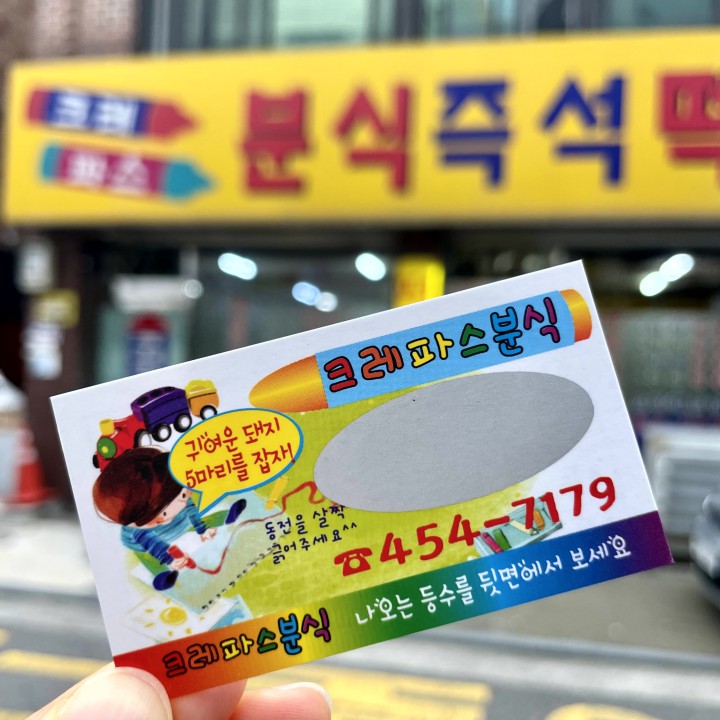 크레
파스
분식즉석떡
크레파스분식
귀여운 돼지
5마리를 잡자!
동전을 살짝
긁어주세요^^
☎454-7179
크레파스분식 나오는 등수를 뒷면에서 보세요